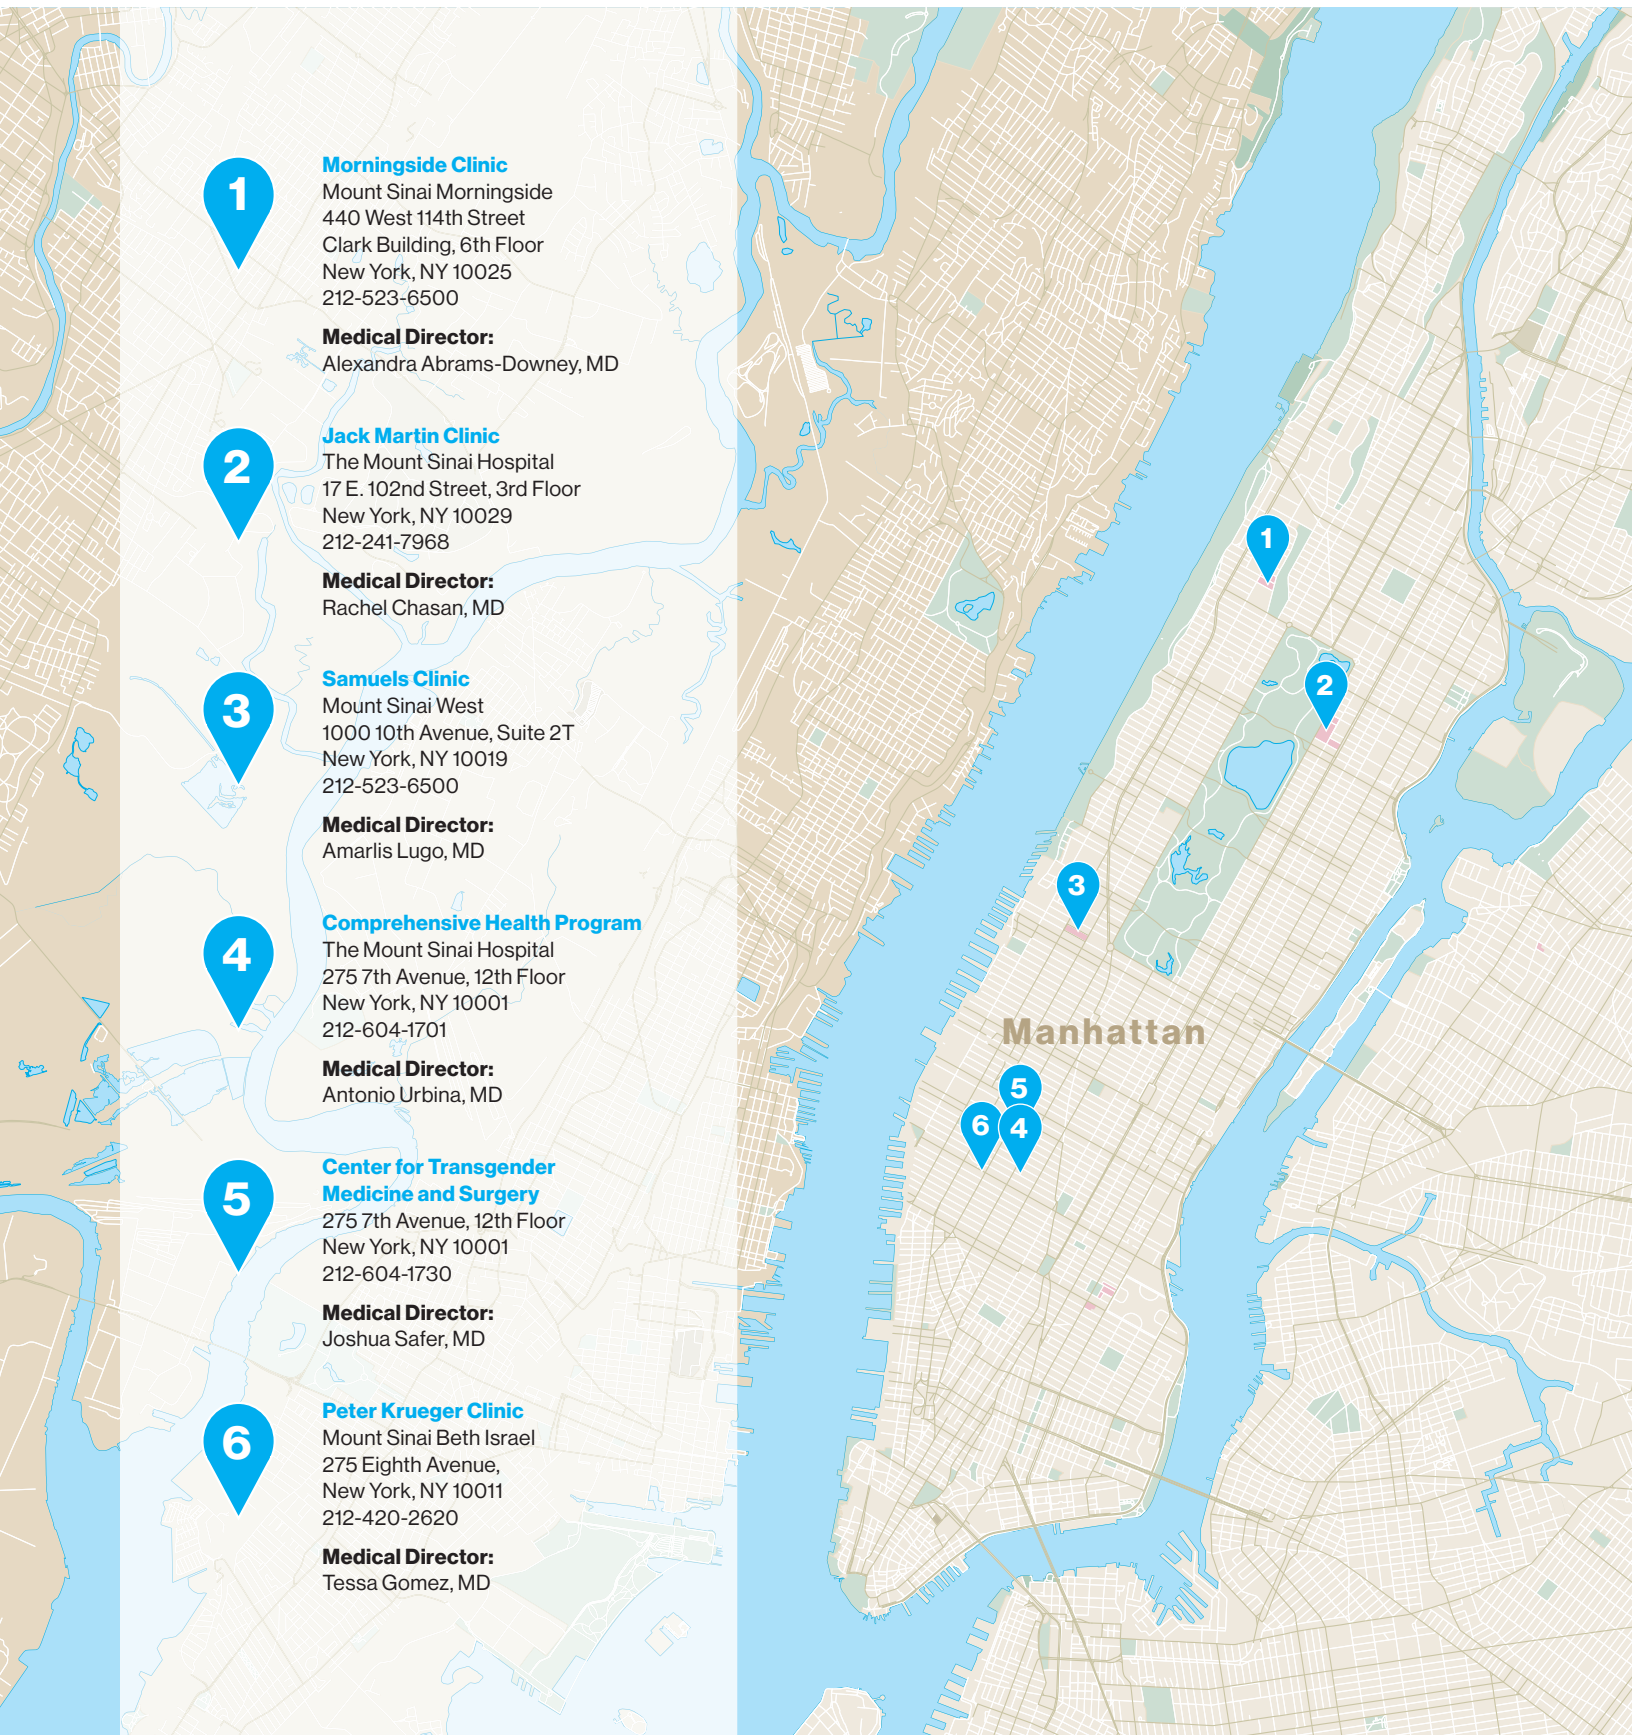 1
Morningside Clinic
Mount Sinai Morningside
440 West 114th Street
Clark Building, 6th Floor
New York, NY 10025
212-523-6500
Medical Director:
Alexandra Abrams-Downey, MD
2
Jack Martin Clinic
The Mount Sinai Hospital
17 E. 102nd Street, 3rd Floor
New York, NY 10029
212-241-7968
Medical Director:
Rachel Chasan, MD
3
Samuels Clinic
Mount Sinai West
1000 10th Avenue, Suite 2T
New York, NY 10019
212-523-6500
Medical Director:
Amarlis Lugo, MD
4
Comprehensive Health Program
The Mount Sinai Hospital
275 7th Avenue, 12th Floor
New York, NY 10001
212-604-1701
Medical Director:
Antonio Urbina, MD
5
Center for Transgender
Medicine and Surgery
275 7th Avenue, 12th Floor
New York, NY 10001
212-604-1730
Medical Director:
Joshua Safer, MD
6
Peter Krueger Clinic
Mount Sinai Beth Israel
275 Eighth Avenue,
New York, NY 10011
212-420-2620
Medical Director:
Tessa Gomez, MD
1
2
3
Manhattan
5
6
4